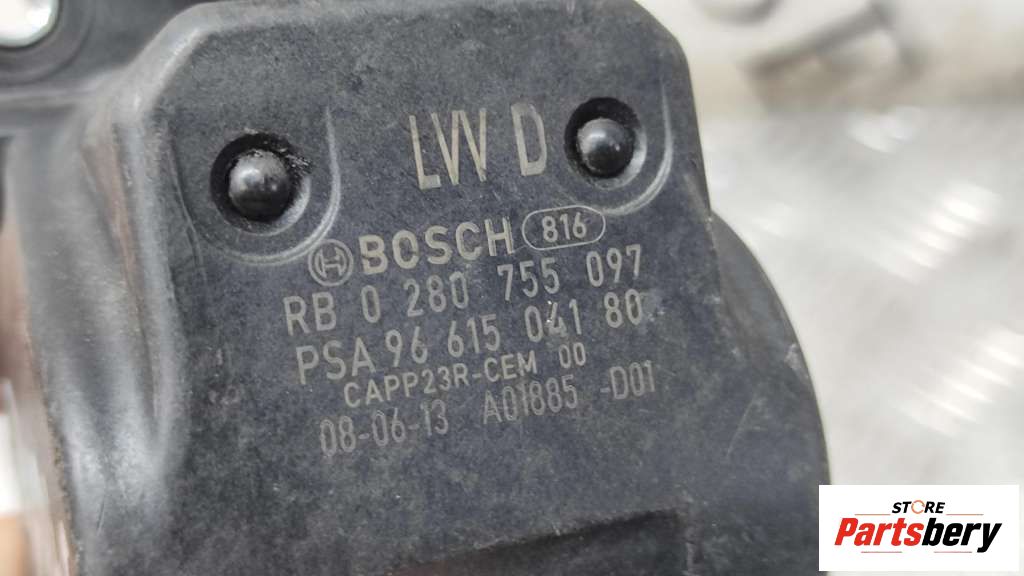 LW D
BOSCH 816
RB 0 280 755 097
PSA 96 615 041 80
CAPP23R-CEM 00
08-06-13 A01885 -D01
STORE
Partsbery